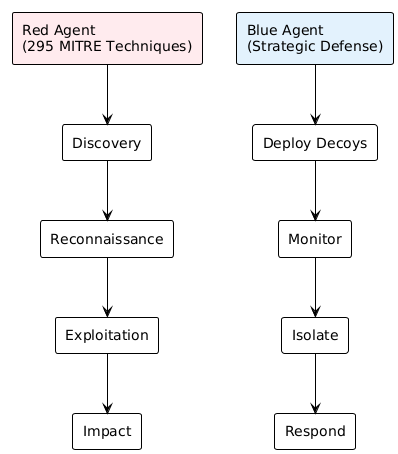 Red Agent
(295 MITRE Techniques)
Discovery
Reconnaissance
Exploitation
Impact
Blue Agent
(Strategic Defense)
Deploy Decoys
Monitor
Isolate
Respond